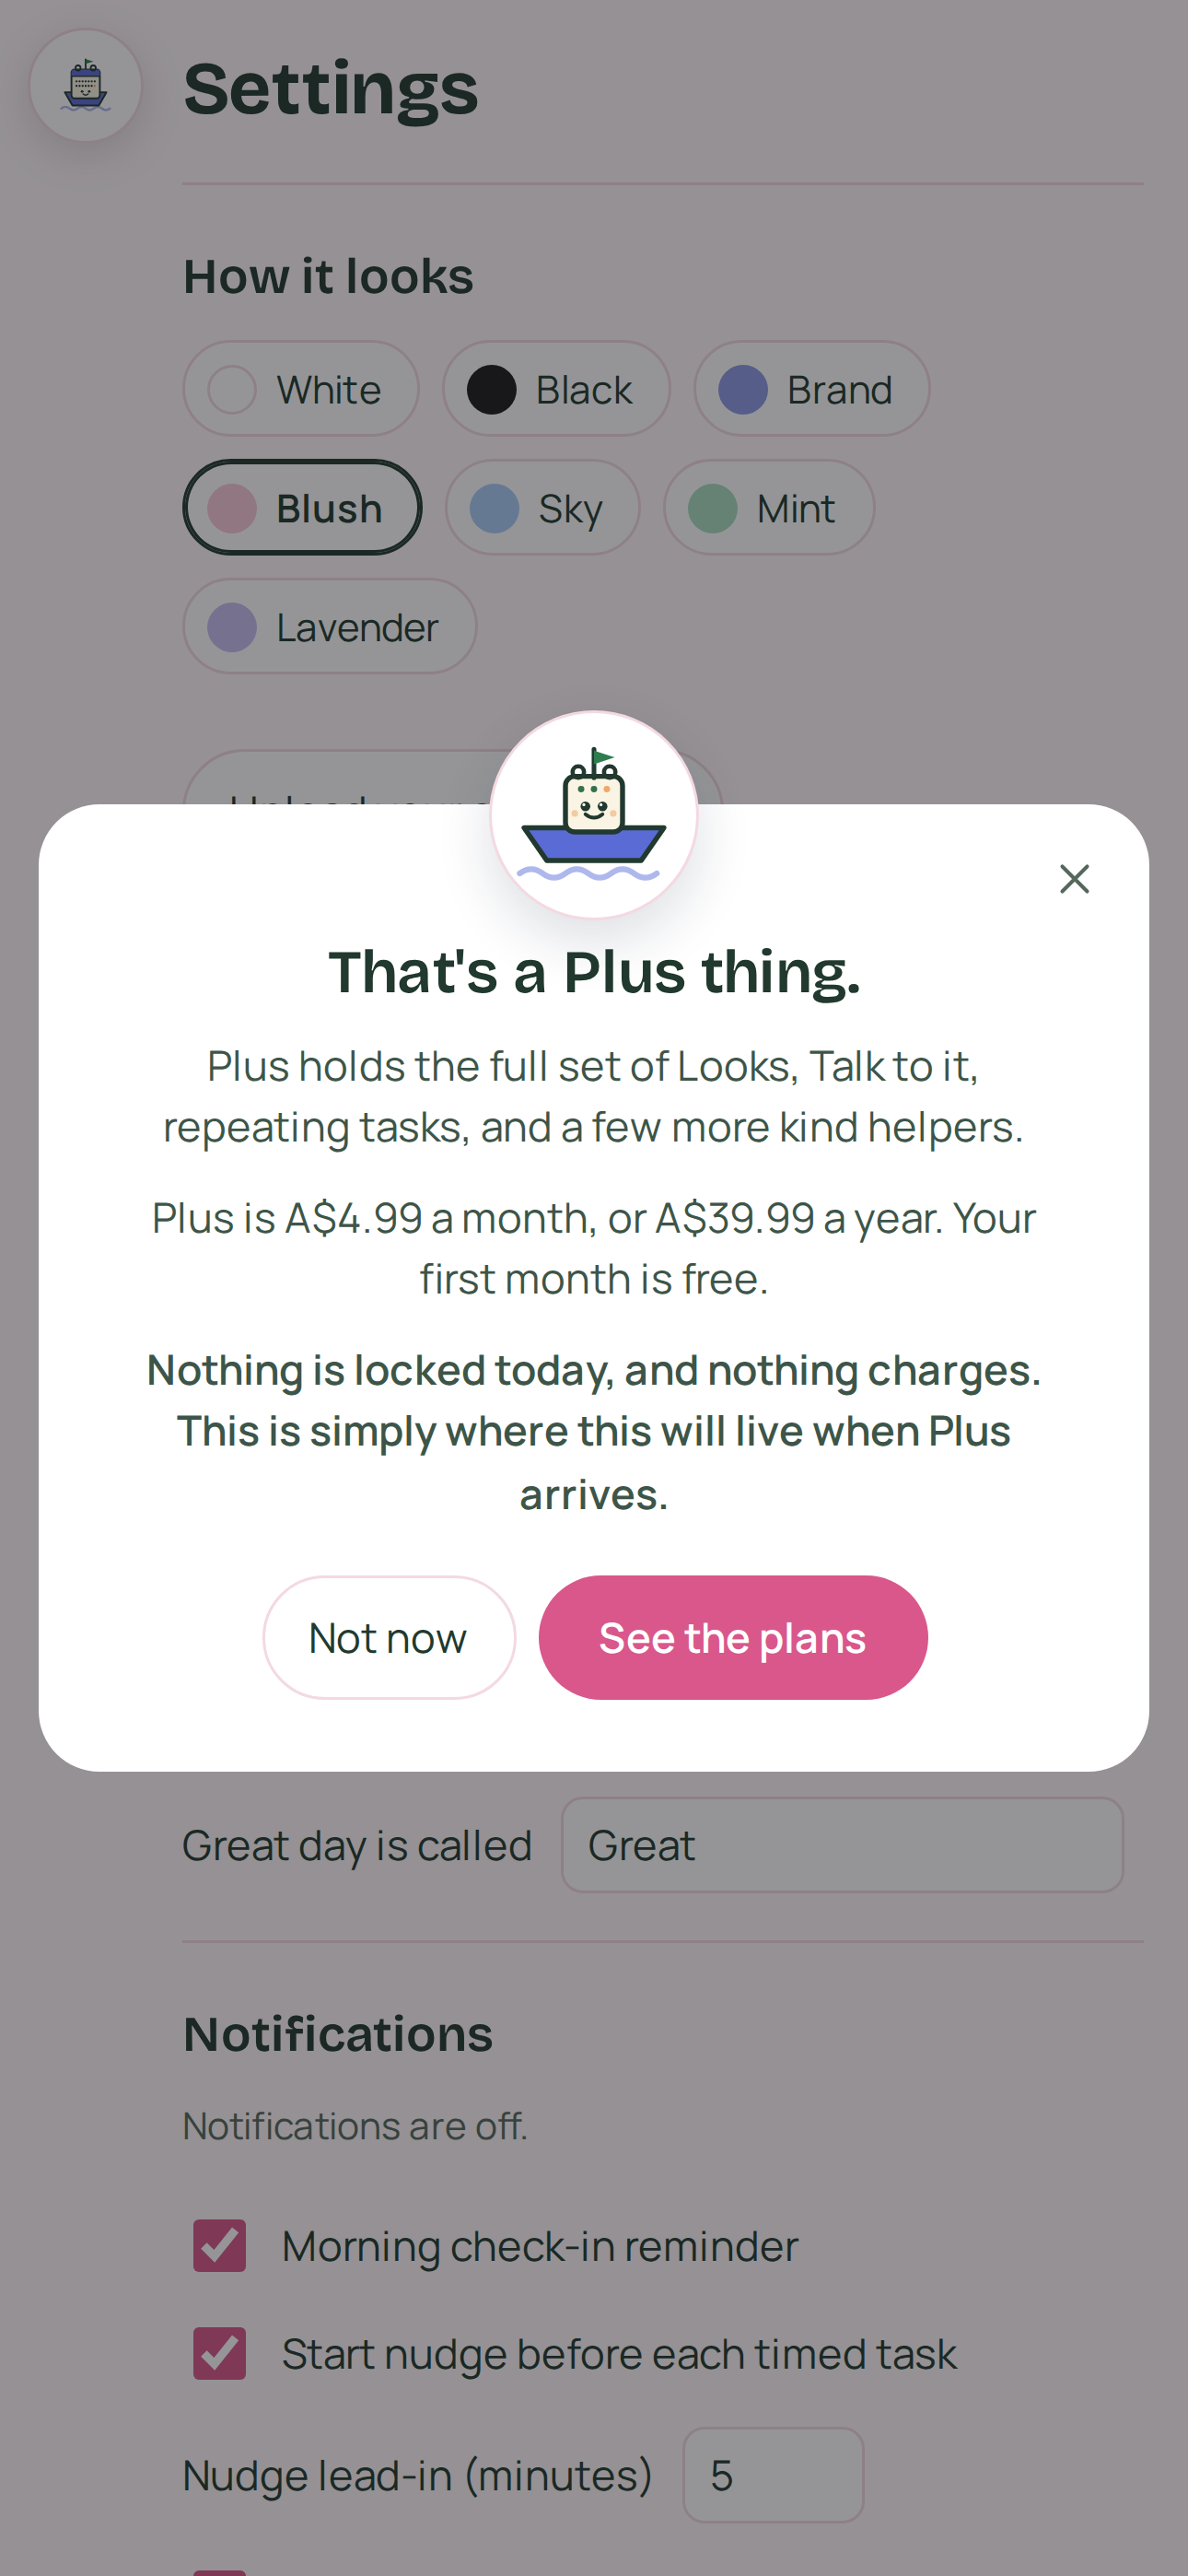 Settings
How it looks
White
Black
Brand
Blush
Sky
Mint
Lavender
That's a Plus thing.
Plus holds the full set of Looks, Talk to it,
repeating tasks, and a few more kind helpers.
Plus is A$4.99 a month, or A$39.99 a year. Your
first month is free.
Nothing is locked today, and nothing charges.
This is simply where this will live when Plus
arrives.
Not now
See the plans
Great day is called
Great
Notifications
Notifications are off.
Morning check-in reminder
Start nudge before each timed task
Nudge lead-in (minutes)
5